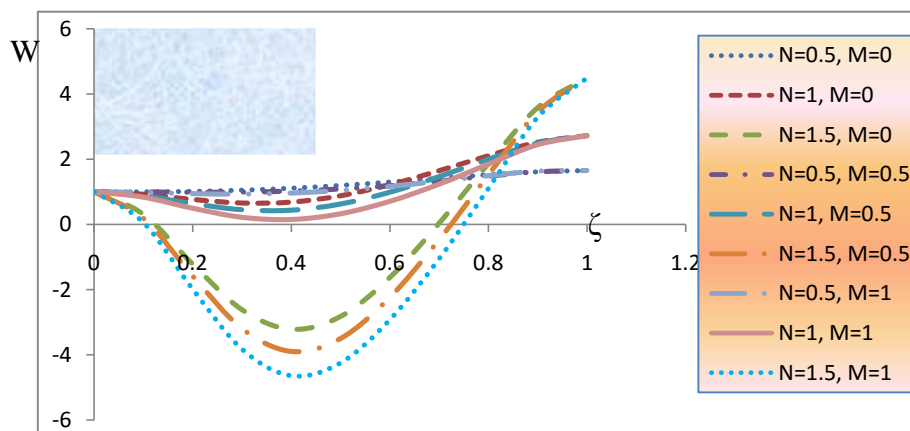 W
6
4
2
0
-2
-4
-6
0 0.2 0.4 0.6 0.8 1 1.2
ζ
N=0.5, M=0
N=1, M=0
N=1.5, M=0
N=0.5, M=0.5
N=1, M=0.5
N=1.5, M=0.5
N=0.5, M=1
N=1, M=1
N=1.5, M=1